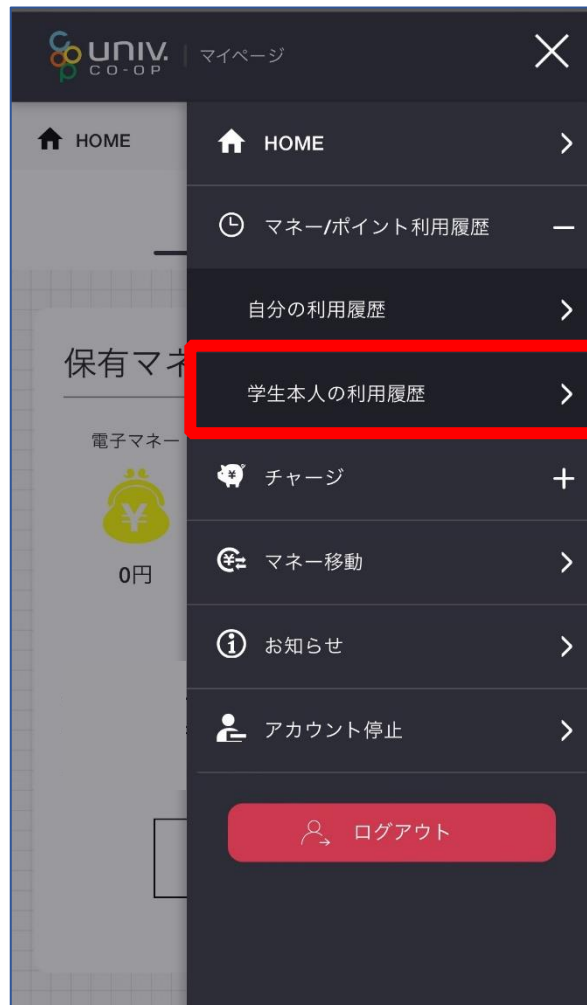 univ. CO-OP | マイページ
HOME
HOME
マネー/ポイント利用履歴
自分の利用履歴
保有マネ
学生本人の利用履歴
電子マネー
チャージ
0円
マネー移動
お知らせ
アカウント停止
ログアウト